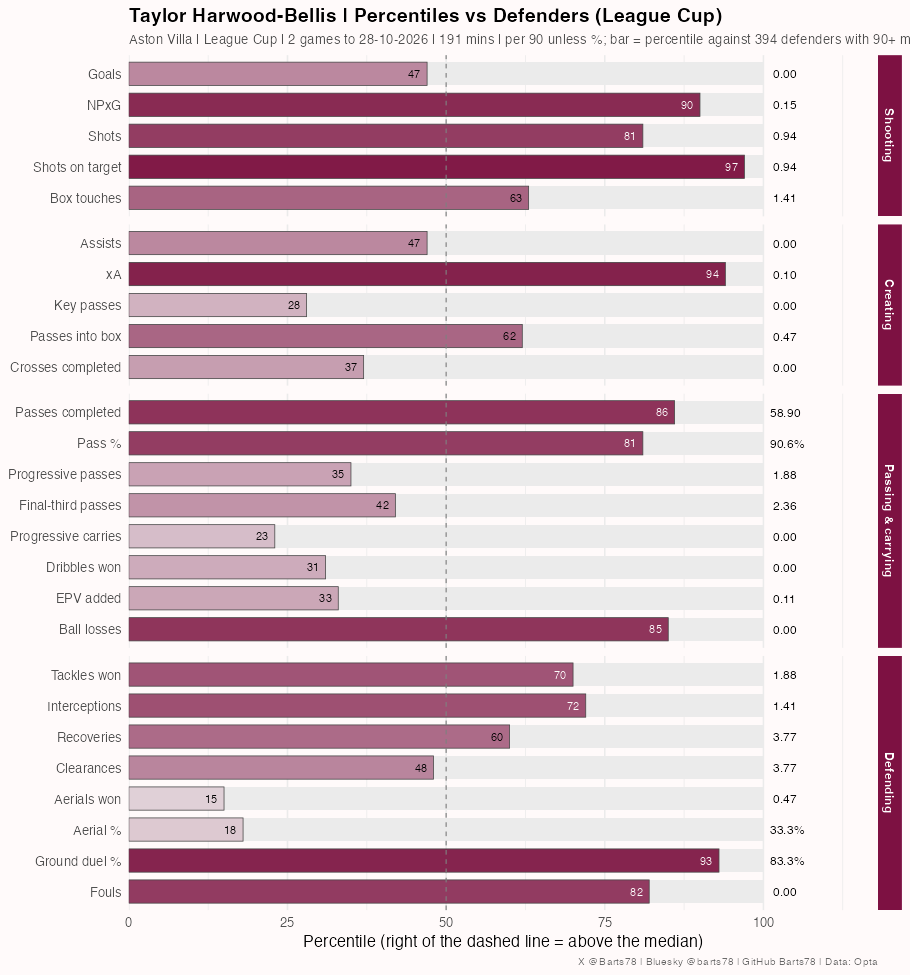 Taylor Harwood-Bellis | Percentiles vs Defenders (League Cup)
Aston Villa | League Cup | 2 games to 28-10-2026 | 191 mins | per 90 unless %; bar = percentile against 394 defenders with 90+ m
Goals 47 0.00
NPxG 90 0.15
Shots 81 0.94
Shots on target 97 0.94
Box touches 63 1.41
Shooting
Assists 47 0.00
xA 94 0.10
Key passes 28 0.00
Passes into box 62 0.47
Crosses completed 37 0.00
Creating
Passes completed 86 58.90
Pass % 81 90.6%
Progressive passes 35 1.88
Final-third passes 42 2.36
Progressive carries 23 0.00
Dribbles won 31 0.00
EPV added 33 0.11
Ball losses 85 0.00
Passing & carrying
Tackles won 70 1.88
Interceptions 72 1.41
Recoveries 60 3.77
Clearances 48 3.77
Aerials won 15 0.47
Aerial % 18 33.3%
Ground duel % 93 83.3%
Fouls 82 0.00
Defending
0 25 50 75 100
Percentile (right of the dashed line = above the median)
X @Barts78 | Bluesky @barts78 | GitHub Barts78 | Data: Opta